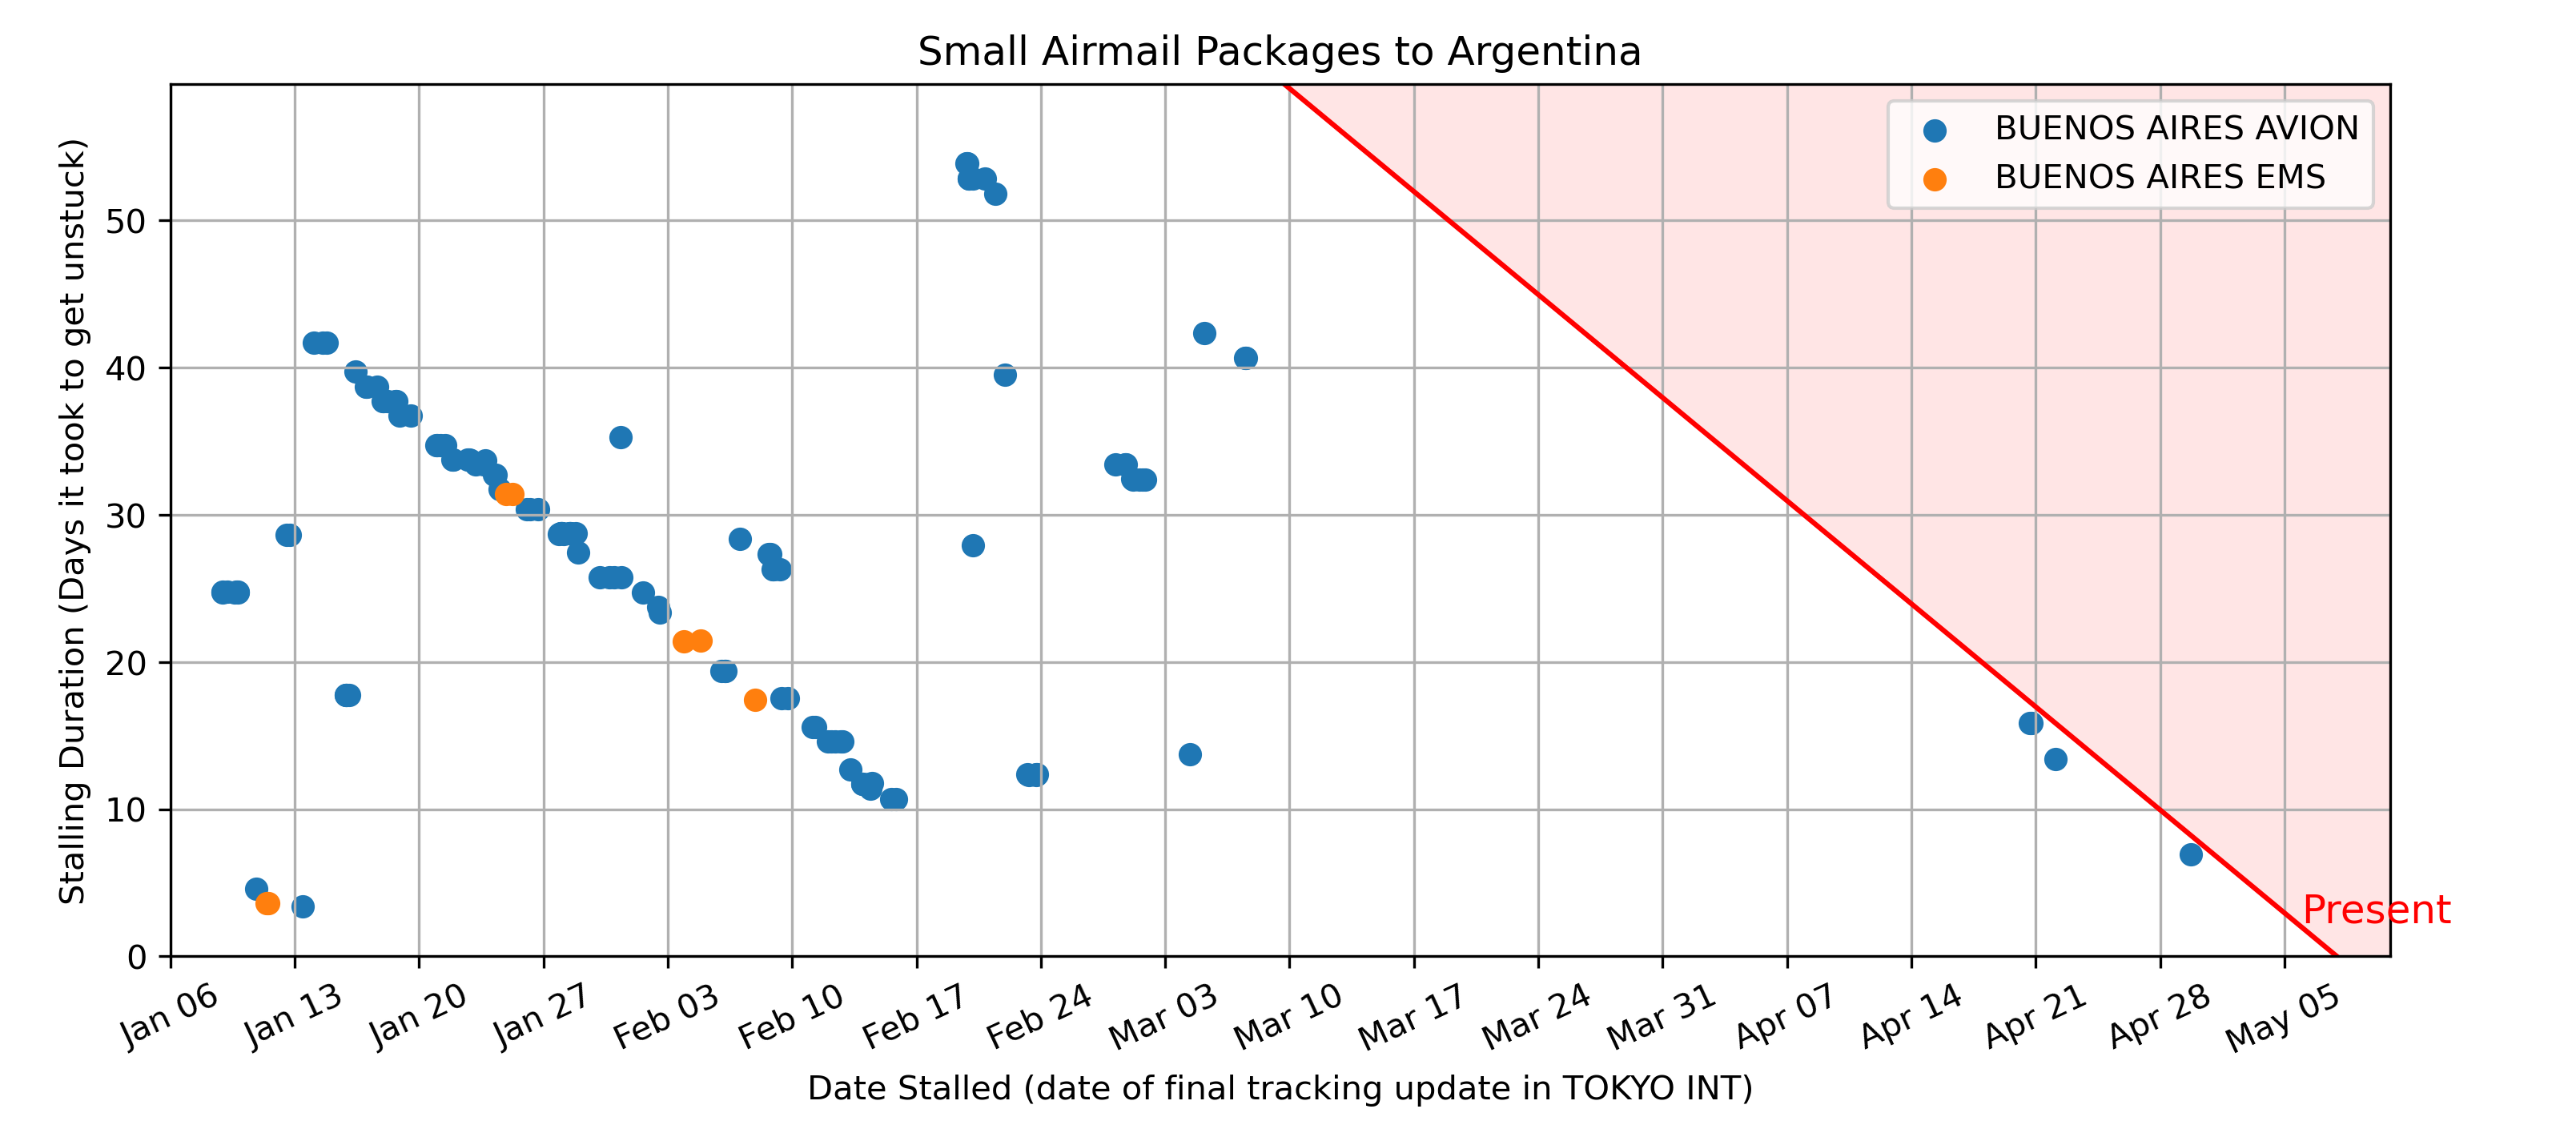 Small Airmail Packages to Argentina
BUENOS AIRES AVION
BUENOS AIRES EMS
Stalling Duration (Days it took to get unstuck)
50
40
30
20
10
0
Present
Jan 06
Jan 13
Jan 20
Jan 27
Feb 03
Feb 10
Feb 17
Feb 24
Mar 03
Mar 10
Mar 17
Mar 24
Mar 31
Apr 07
Apr 14
Apr 21
Apr 28
May 05
Date Stalled (date of final tracking update in TOKYO INT)